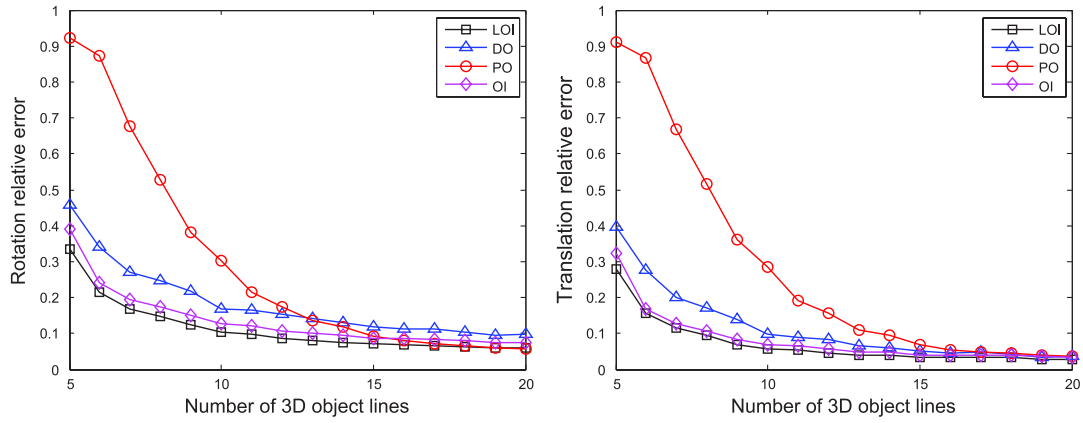 Rotation relative error
1
0.9
0.8
0.7
0.6
0.5
0.4
0.3
0.2
0.1
0
5
10
15
20
Number of 3D object lines
LOI
DO
PO
OI
Translation relative error
1
0.9
0.8
0.7
0.6
0.5
0.4
0.3
0.2
0.1
0
5
10
15
20
Number of 3D object lines
LOI
DO
PO
OI